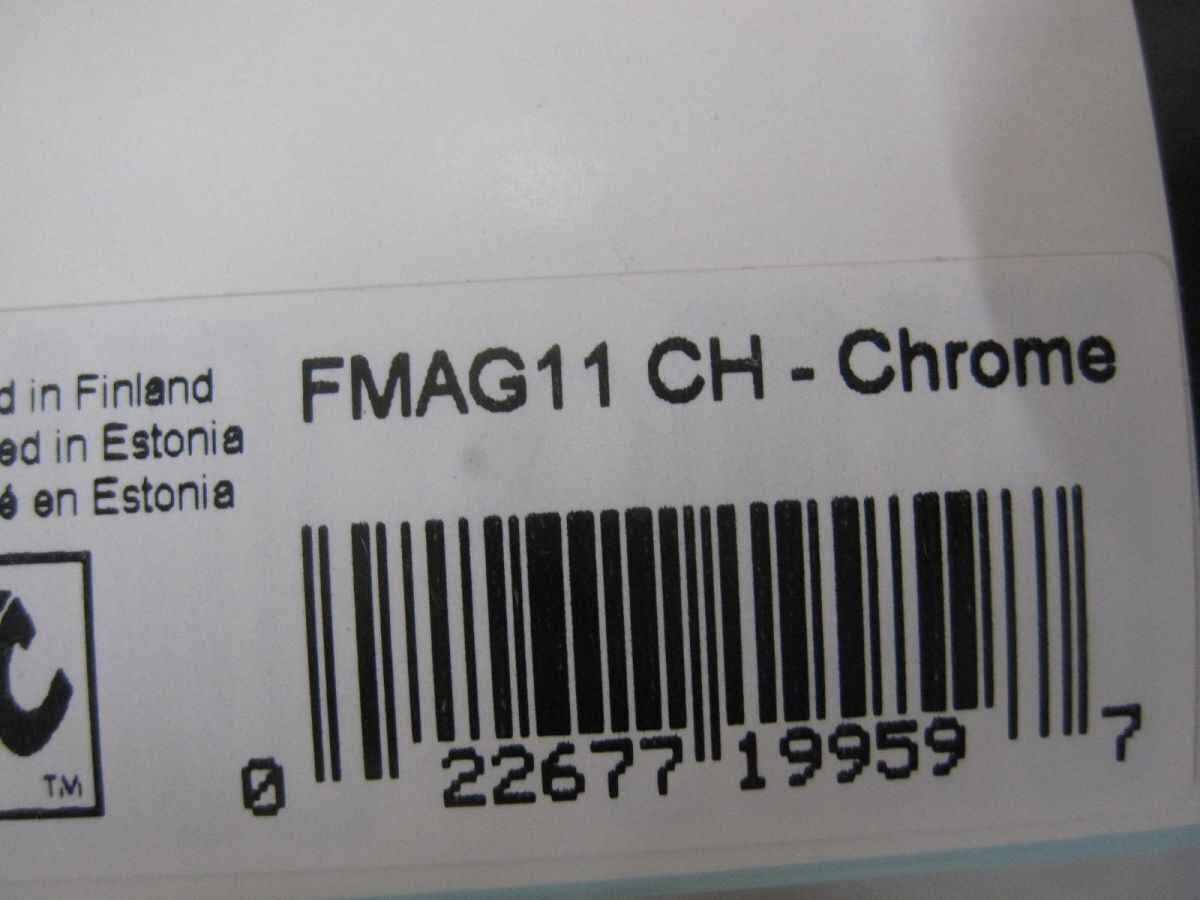 FMAG11 CH - Chrome
d in Finland
ed in Estonia
é en Estonia
TM
0 22677 19959 7